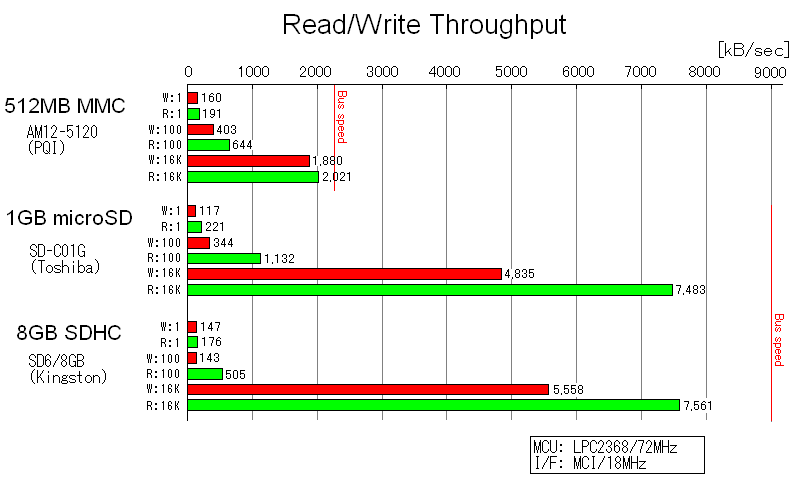 Read/Write Throughput
[kB/sec]
0 1000 2000 3000 4000 5000 6000 7000 8000 9000
512MB MMC
AM12-5120
(PQI)
W:1 160
R:1 191
W:100 403
R:100 644
W:16K 1,880
R:16K 2,021
Bus speed
1GB microSD
SD-C01G
(Toshiba)
W:1 117
R:1 221
W:100 344
R:100 1,132
W:16K 4,835
R:16K 7,483
8GB SDHC
SD6/8GB
(Kingston)
W:1 147
R:1 176
W:100 143
R:100 505
W:16K 5,558
R:16K 7,561
Bus speed
MCU: LPC2368/72MHz
I/F: MCI/18MHz